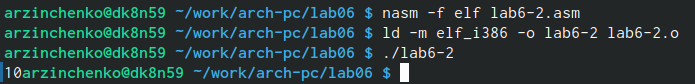 arzinchenko@dk8n59 ~/work/arch-pc/lab06 $ nasm -f elf lab6-2.asm
arzinchenko@dk8n59 ~/work/arch-pc/lab06 $ ld -m elf_i386 -o lab6-2 lab6-2.o
arzinchenko@dk8n59 ~/work/arch-pc/lab06 $ ./lab6-2
10arzinchenko@dk8n59 ~/work/arch-pc/lab06 $